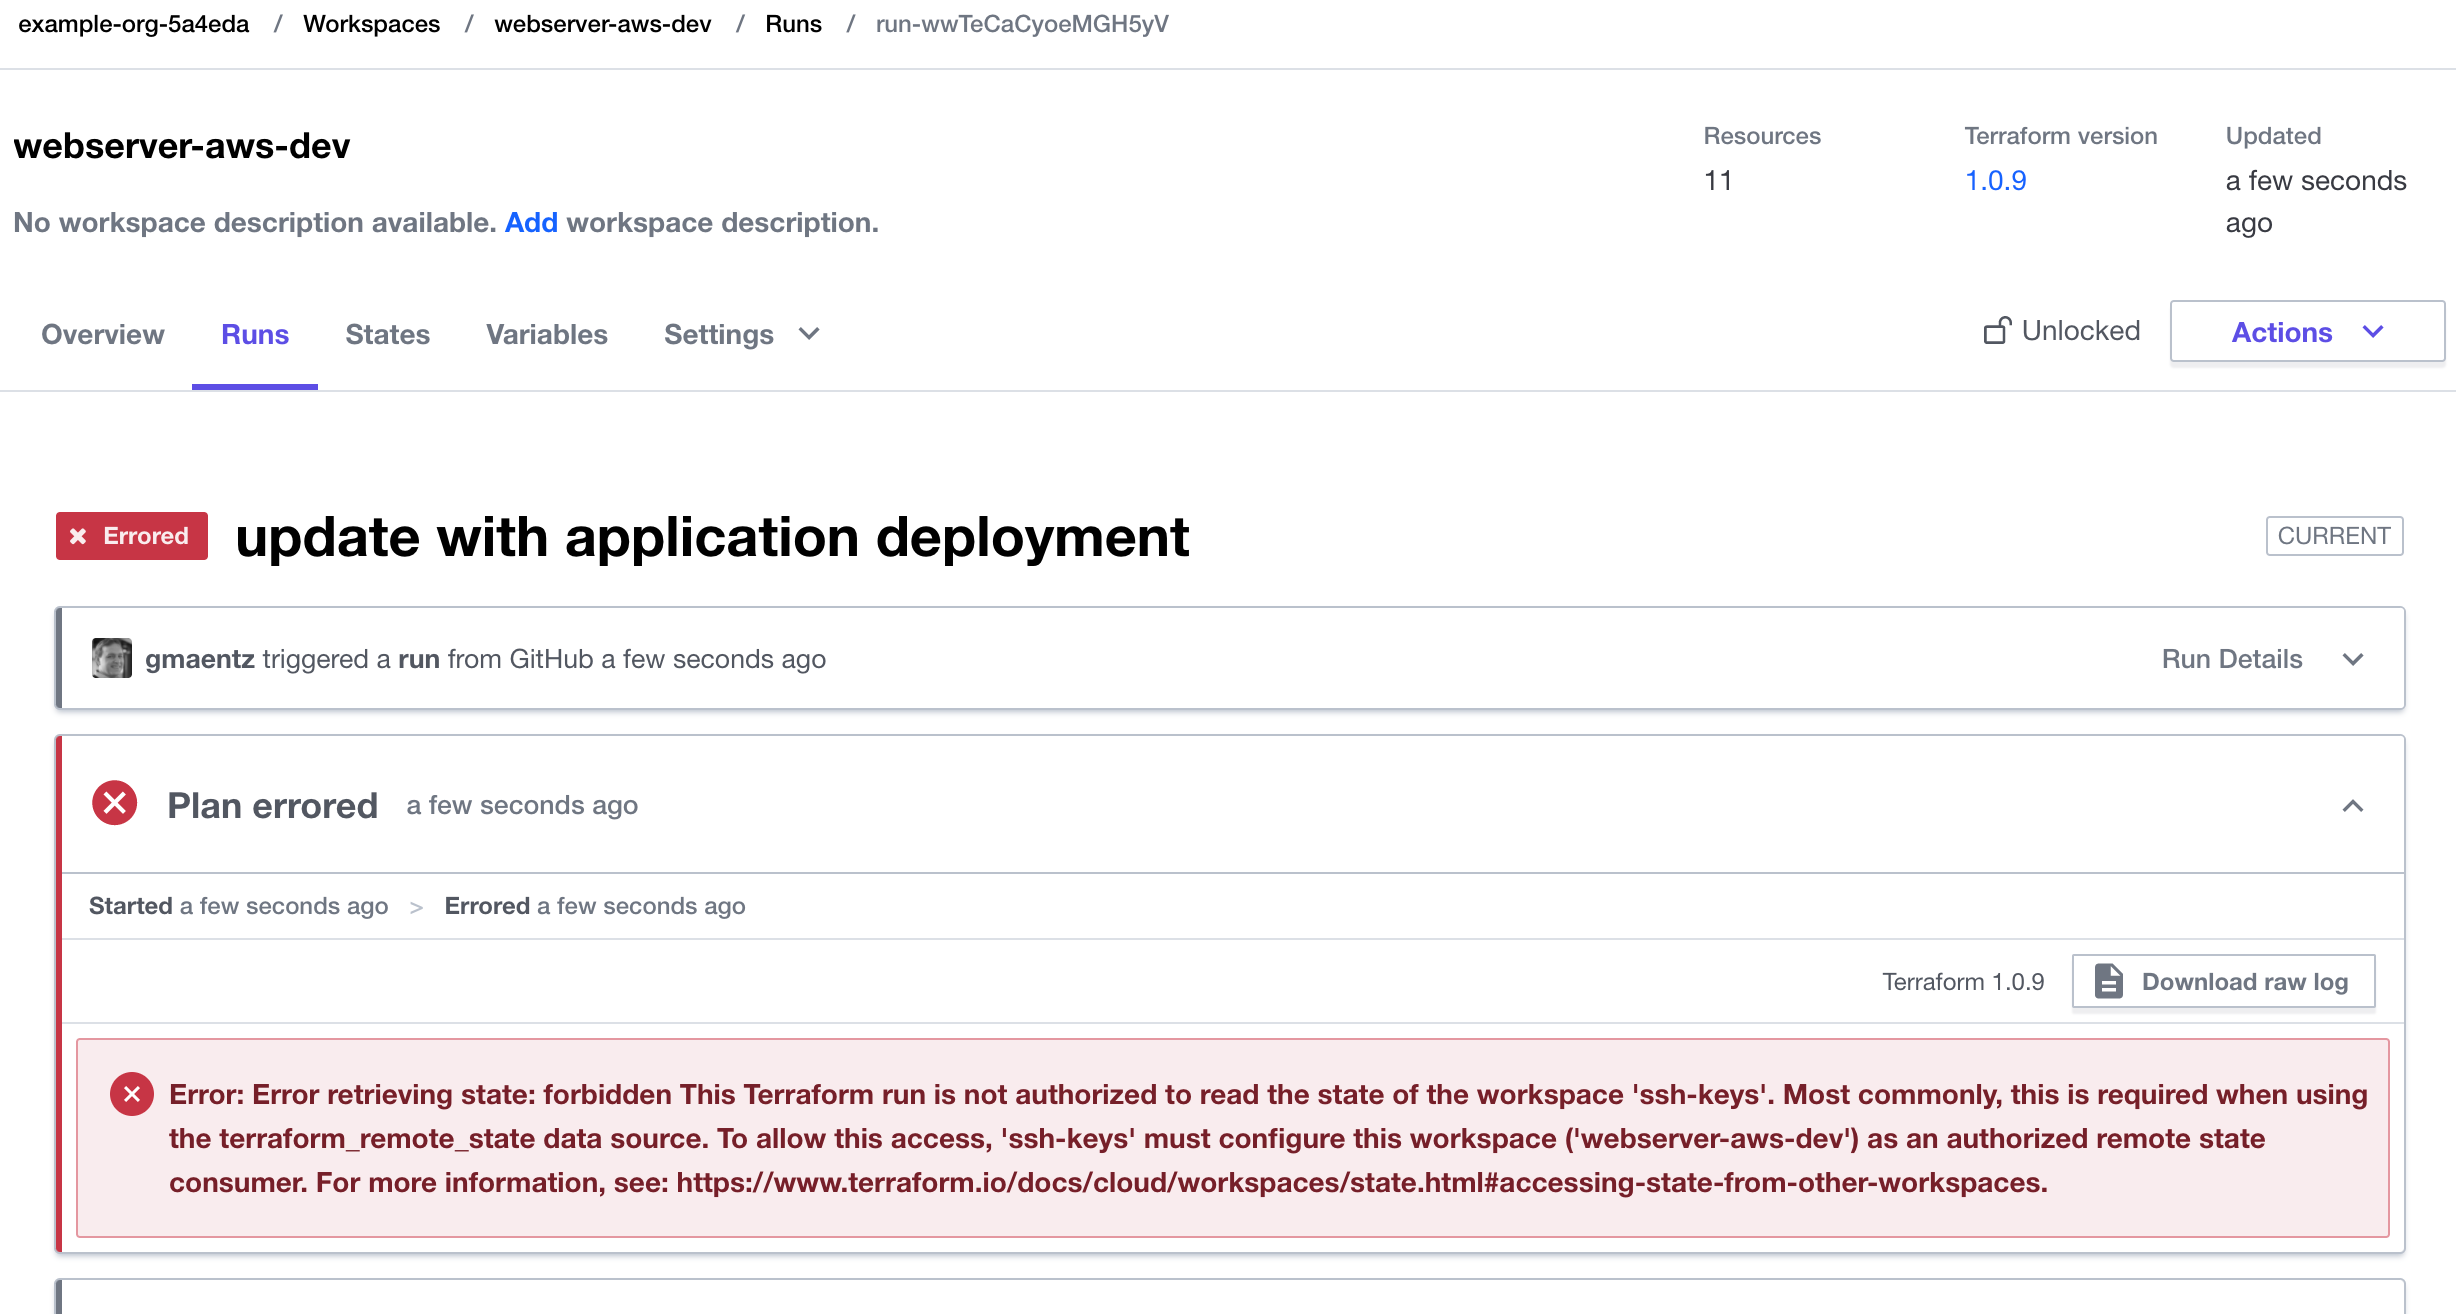 example-org-5a4eda / Workspaces / webserver-aws-dev / Runs / run-wwTeCaCyoeMGH5yV
webserver-aws-dev
No workspace description available. Add workspace description.
Resources
11
Terraform version
1.0.9
Updated
a few seconds
ago
Overview Runs States Variables Settings
Unlocked
Actions
Errored
update with application deployment
CURRENT
gmaentz triggered a run from GitHub a few seconds ago
Run Details
Plan errored a few seconds ago
Started a few seconds ago > Errored a few seconds ago
Terraform 1.0.9
Download raw log
Error: Error retrieving state: forbidden This Terraform run is not authorized to read the state of the workspace 'ssh-keys'. Most commonly, this is required when using
the terraform_remote_state data source. To allow this access, 'ssh-keys' must configure this workspace ('webserver-aws-dev') as an authorized remote state
consumer. For more information, see: https://www.terraform.io/docs/cloud/workspaces/state.html#accessing-state-from-other-workspaces.